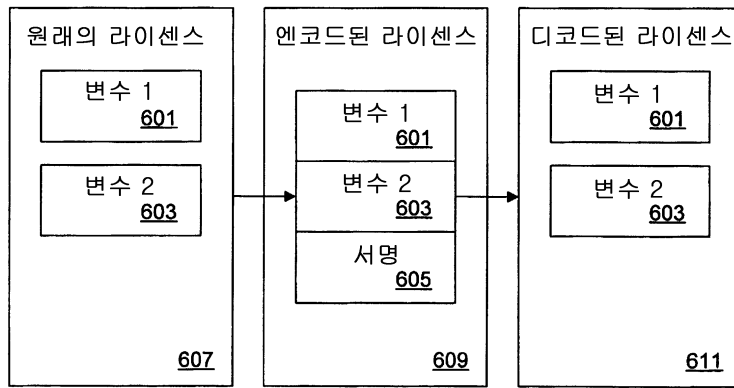 원래의 라이센스
변수 1
601
변수 2
603
607
엔코드된 라이센스
변수 1
601
변수 2
603
서명
605
609
디코드된 라이센스
변수 1
601
변수 2
603
611